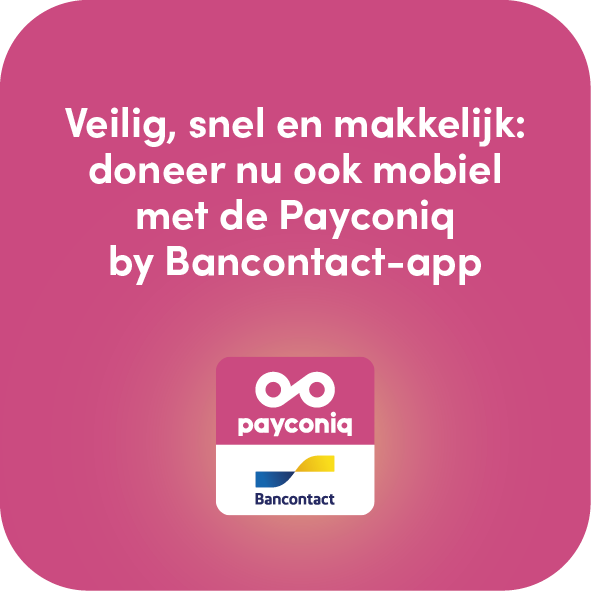 Veilig, snel en makkelijk:
doneer nu ook mobiel
met de Payconiq
by Bancontact-app
payconiq
Bancontact